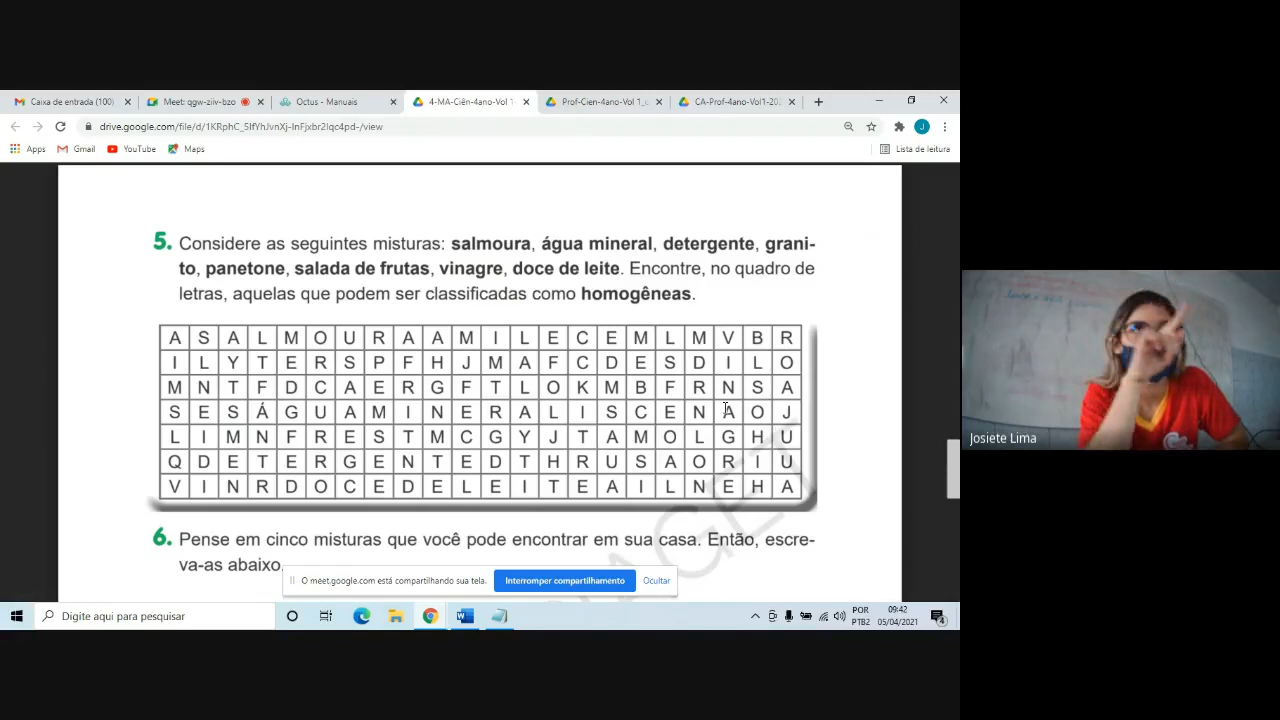 Caixa de entrada (100)
Meet: qgw-ziiv-bzo
Octus - Manuais
4-MA-Ciên-4ano-Vol 1-
Prof-Cien-4ano-Vol 1_
CA-Prof-4ano-Vol1-20
drive.google.com/file/d/1KRphC_5IfYhJvnXj-InFjxbr2lqc4pd-/view
Apps
Gmail
YouTube
Maps
Lista de leitura
5. Considere as seguintes misturas: salmoura, água mineral, detergente, grani-
to, panetone, salada de frutas, vinagre, doce de leite. Encontre, no quadro de
letras, aquelas que podem ser classificadas como homogêneas.
A S A L M O U R A A M I L E C E M L M V B R
I L Y T E R S P F H J M A F C D E S D I L O
M N T F D C A E R G F T L O K M B F R N S A
S E S Á G U A M I N E R A L I S C E N A O J
L I M N F R E S T M C G Y J T A M O L G H U
Q D E T E R G E N T E D T H R U S A O R I U
V I N R D O C E D E L E I T E A I L N E H A
6. Pense em cinco misturas que você pode encontrar em sua casa. Então, escre-
va-as abaixo.
O meet.google.com está compartilhando sua tela.
Interromper compartilhamento
Ocultar
Digite aqui para pesquisar
POR
PTB2
09:42
05/04/2021
4
J
Josiete Lima